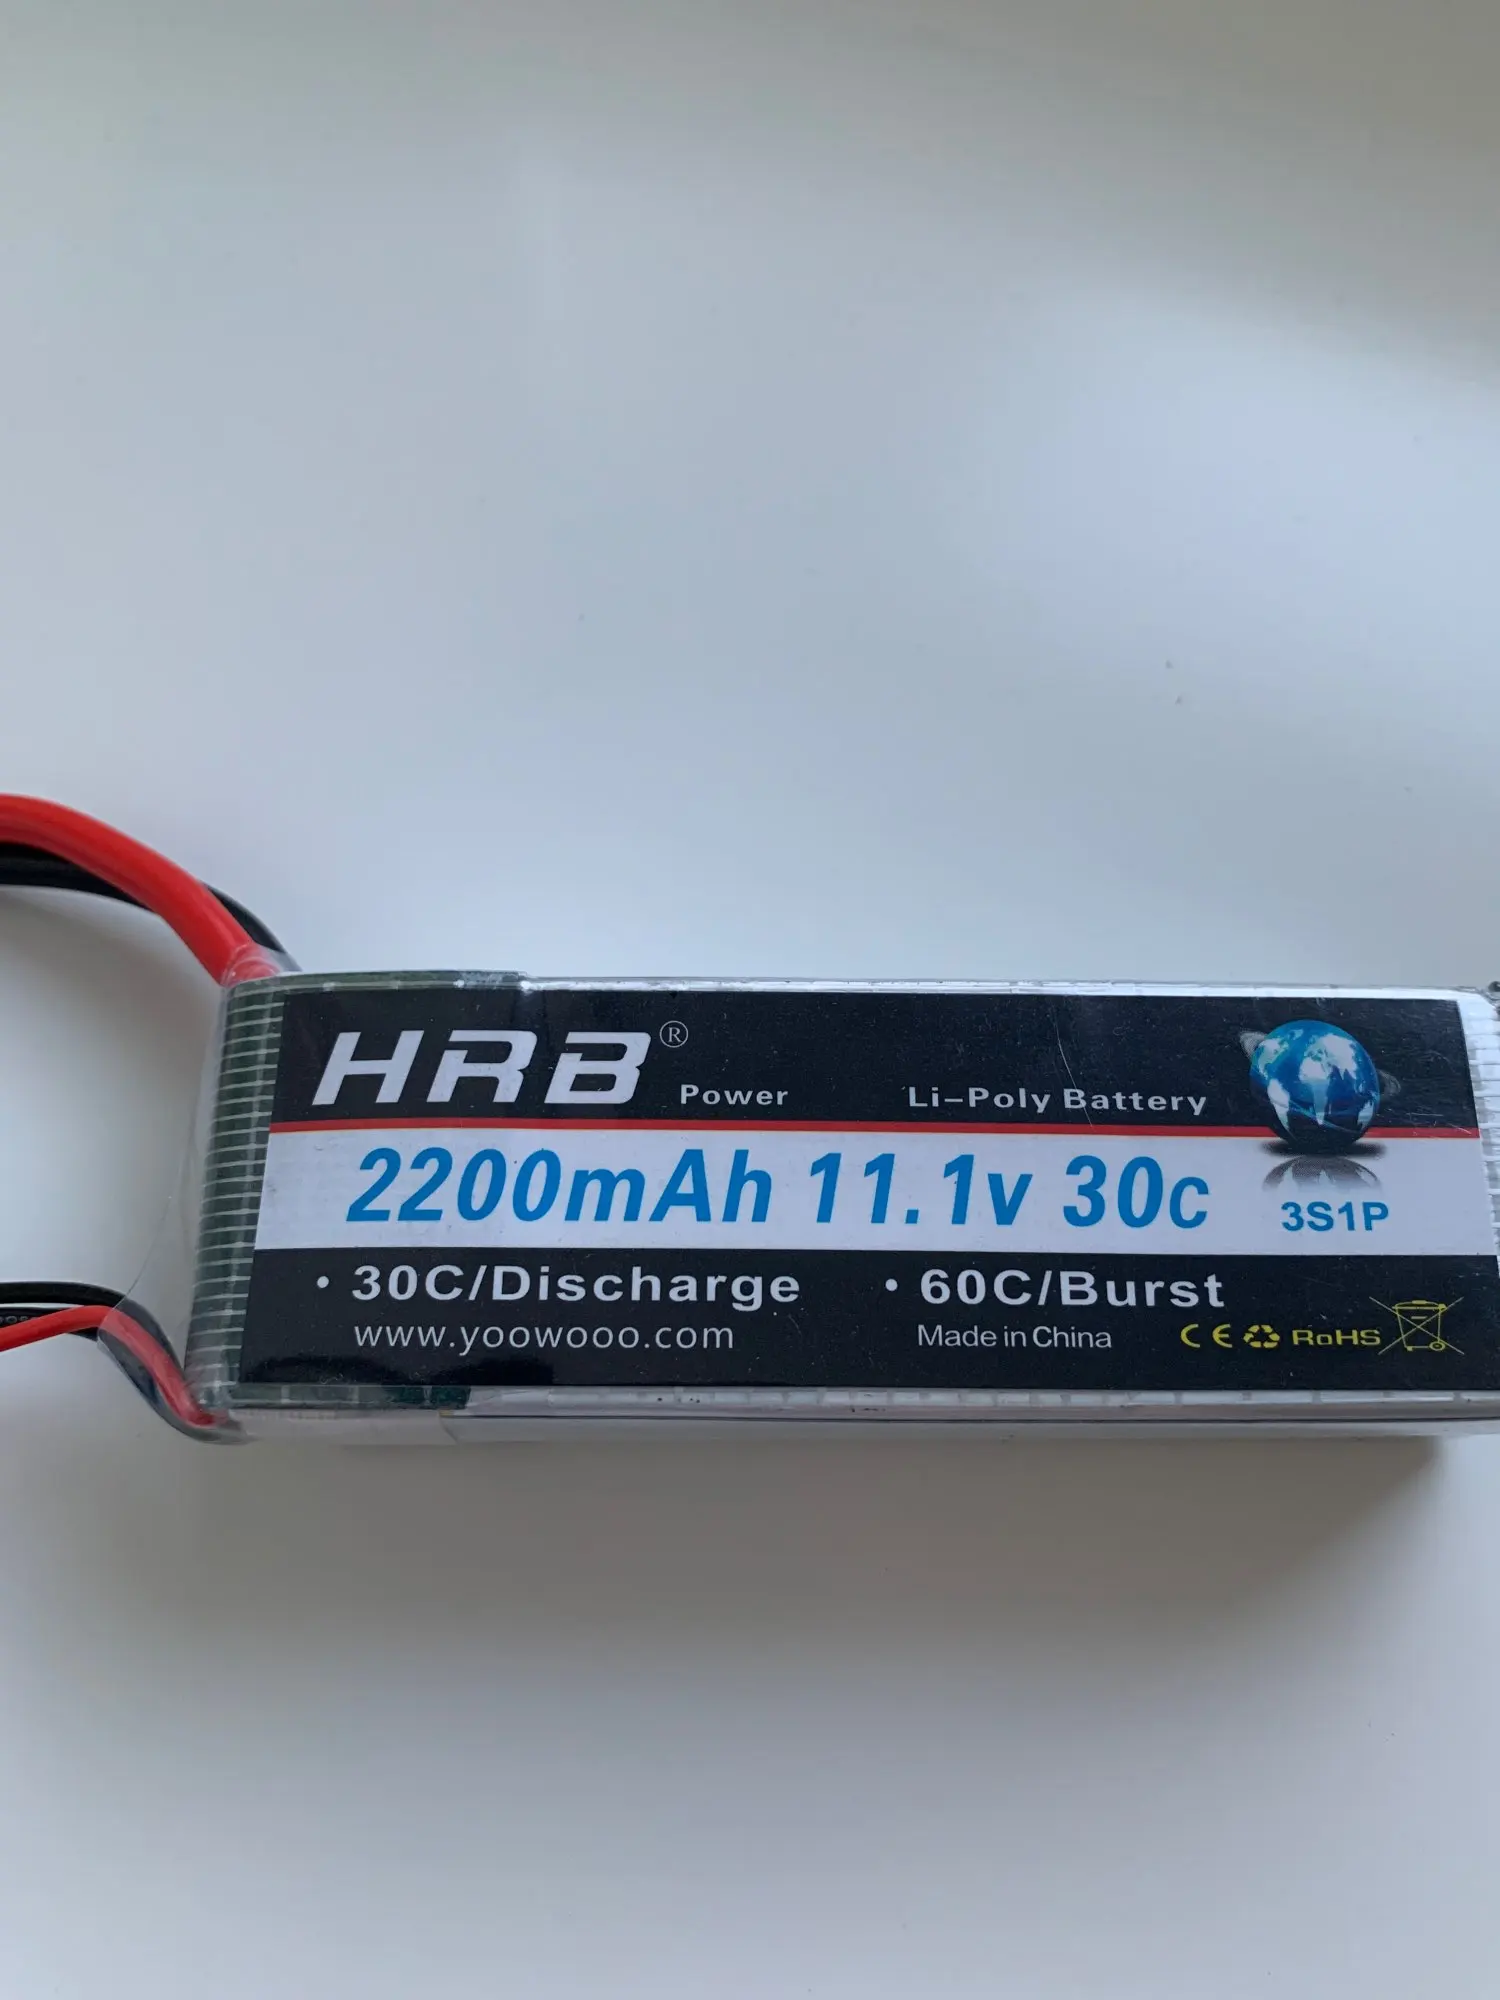 HRB® Power Li-Poly Battery
2200mAh 11.1v 30c 3S1P
• 30C/Discharge • 60C/Burst
www.yoowooo.com Made in China CE RoHS